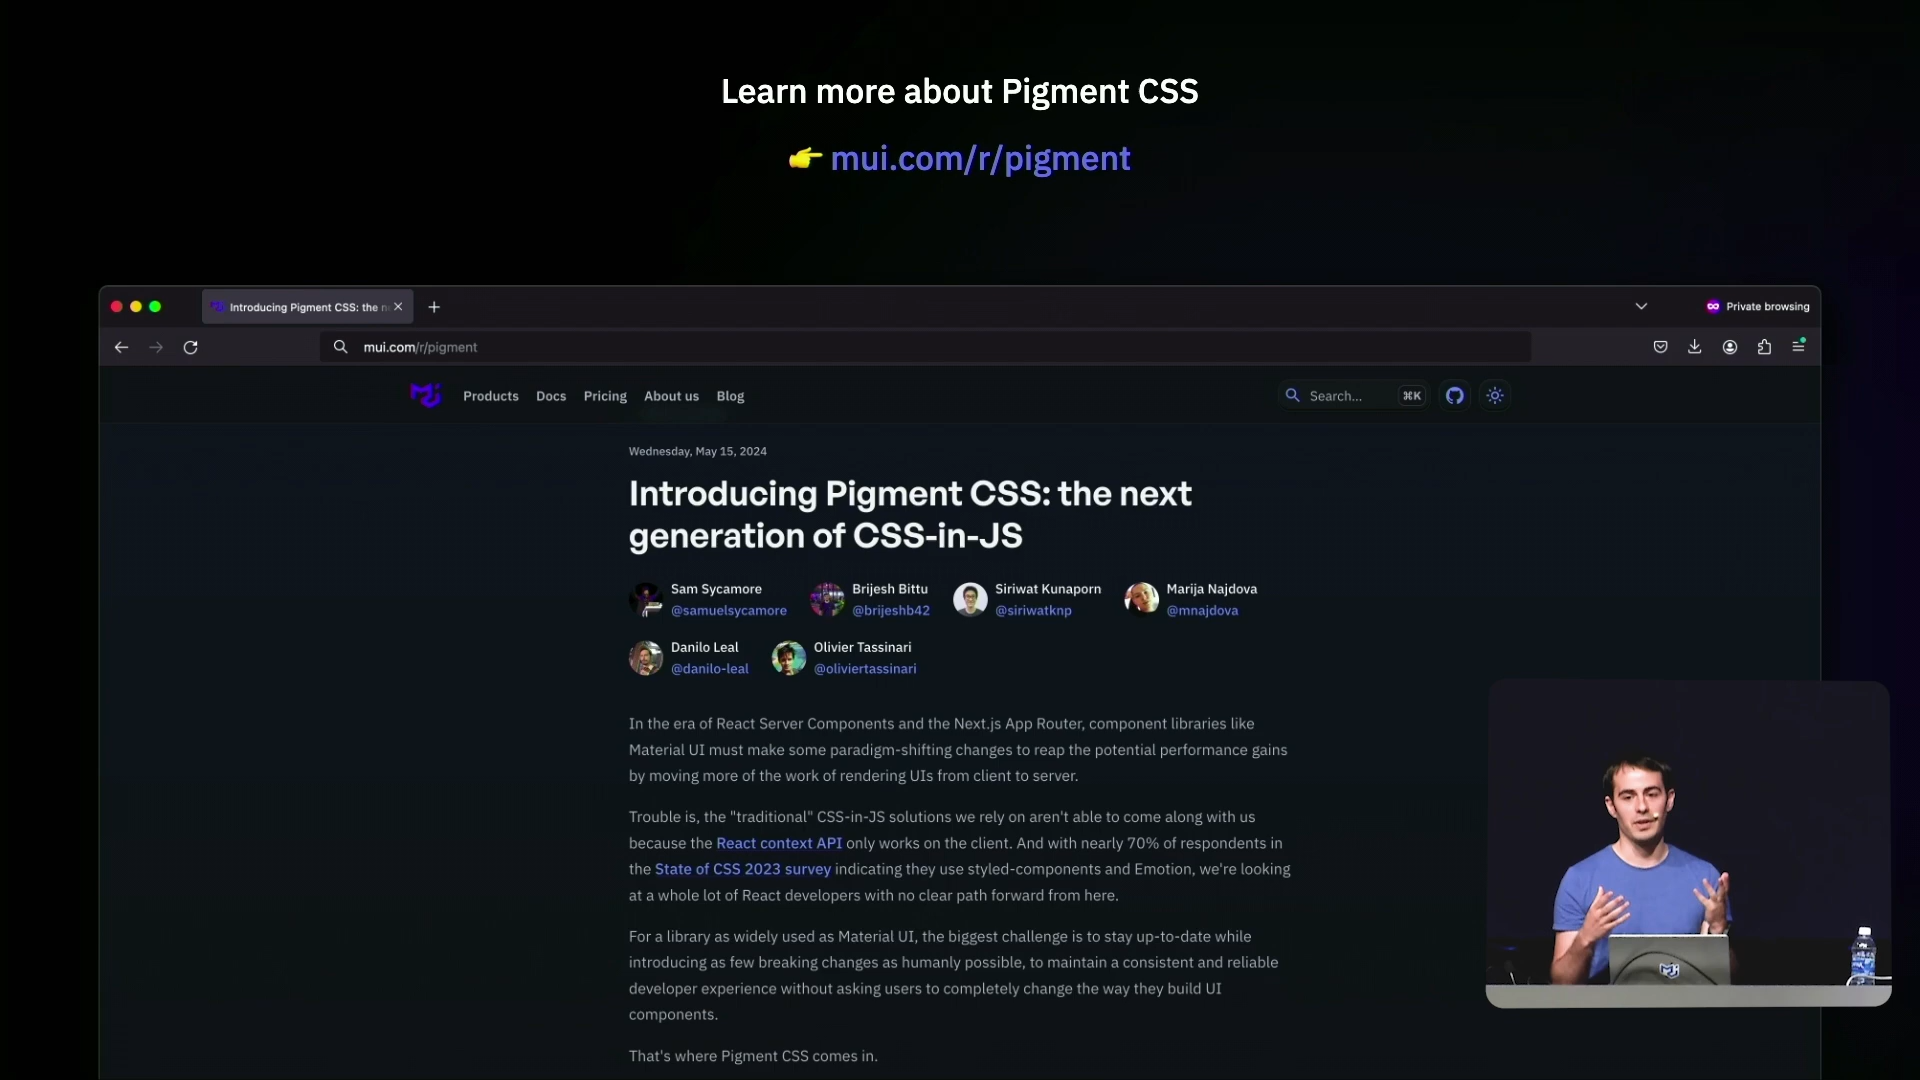 Learn more about Pigment CSS
👉 mui.com/r/pigment
Introducing Pigment CSS: the n
Private browsing
mui.com/r/pigment
Products Docs Pricing About us Blog
Search... ⌘K
Wednesday, May 15, 2024
Introducing Pigment CSS: the next
generation of CSS-in-JS
Sam Sycamore Brijesh Bittu Siriwat Kunaporn Marija Najdova
@samuelsycamore @brijeshb42 @siriwatknp @mnajdova
Danilo Leal Olivier Tassinari
@danilo-leal @oliviertassinari
In the era of React Server Components and the Next.js App Router, component libraries like
Material UI must make some paradigm-shifting changes to reap the potential performance gains
by moving more of the work of rendering UIs from client to server.
Trouble is, the "traditional" CSS-in-JS solutions we rely on aren't able to come along with us
because the React context API only works on the client. And with nearly 70% of respondents in
the State of CSS 2023 survey indicating they use styled-components and Emotion, we're looking
at a whole lot of React developers with no clear path forward from here.
For a library as widely used as Material UI, the biggest challenge is to stay up-to-date while
introducing as few breaking changes as humanly possible, to maintain a consistent and reliable
developer experience without asking users to completely change the way they build UI
components.
That's where Pigment CSS comes in.